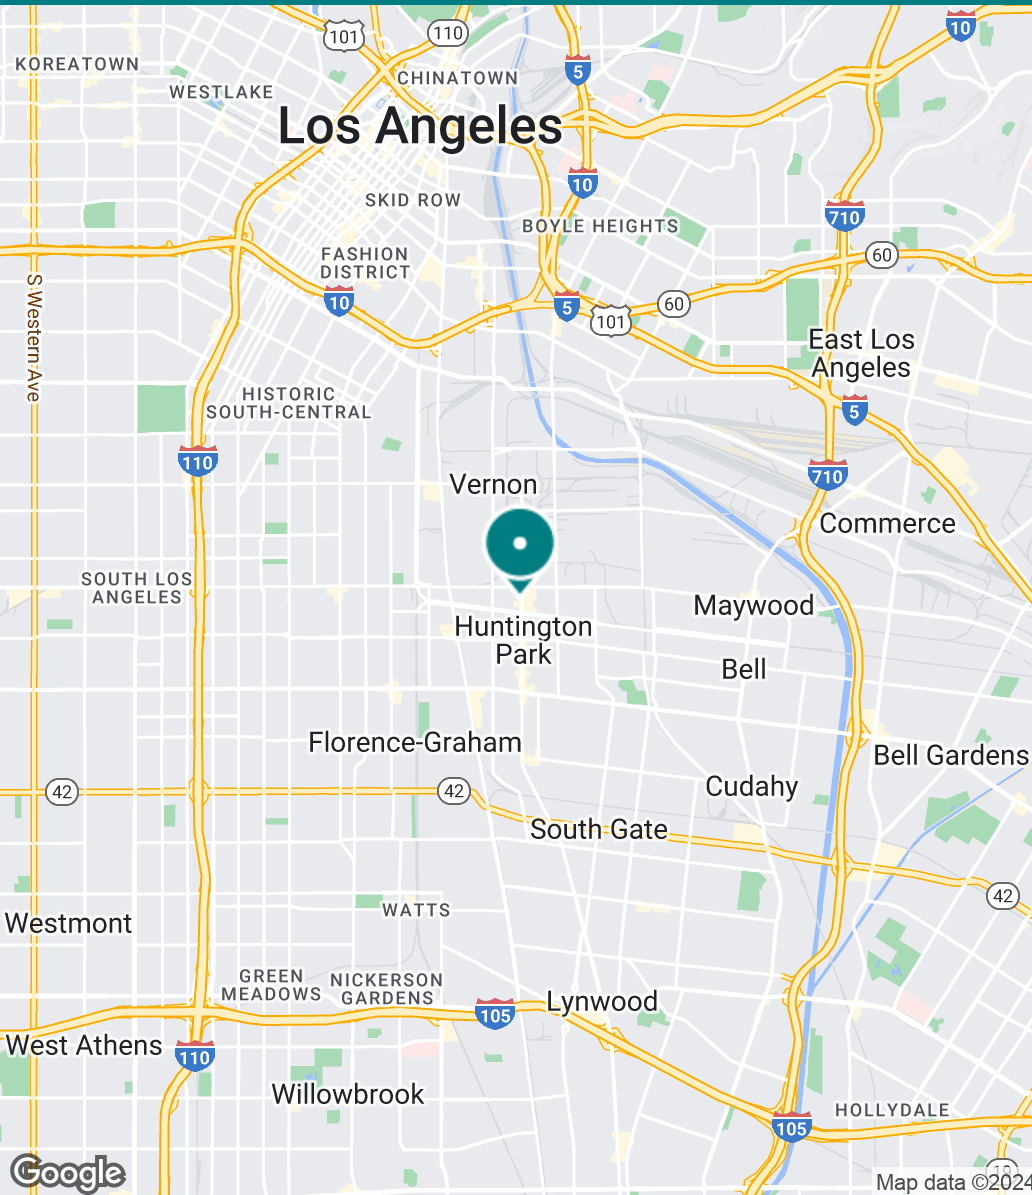 101
110
10
KOREATOWN
5
CHINATOWN
WESTLAKE
Los Angeles
10
SKID ROW
710
BOYLE HEIGHTS
60
FASHION
DISTRICT
S Western Ave
10
5
60
101
East Los
Angeles
HISTORIC
SOUTH-CENTRAL
5
110
710
Vernon
Commerce
SOUTH LOS
ANGELES
Maywood
Huntington
Park
Bell
Florence-Graham
Bell Gardens
42
42
Cudahy
South Gate
42
WATTS
Westmont
GREEN
MEADOWS
NICKERSON
GARDENS
Lynwood
105
West Athens
110
Willowbrook
HOLLYDALE
105
19
Google
Map data ©2024